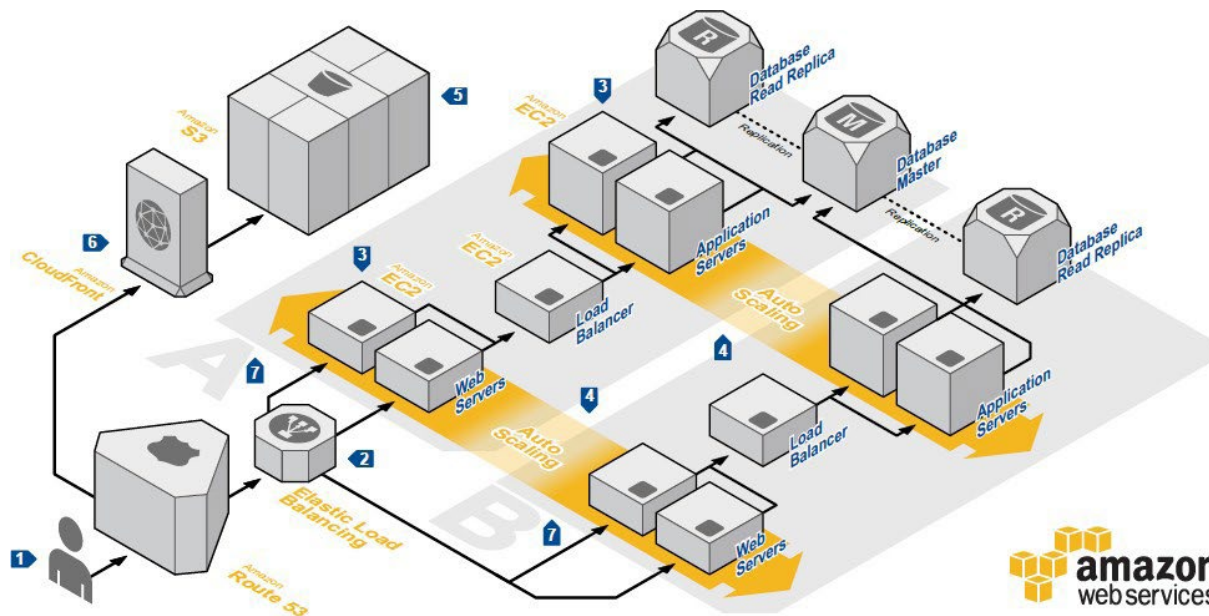 R
Database
Read Replica
3
Amazon
EC2
5
Amazon
S3
Replication
M
Database
Master
Replication
R
Database
Read Replica
Application
Servers
6
Amazon
CloudFront
3
Amazon
EC2
Amazon
EC2
Load
Balancer
Auto
Scaling
4
A
7
Web
Servers
4
Application
Servers
Load
Balancer
Auto
Scaling
2
Elastic Load
Balancing
B
7
Web
Servers
1
Amazon
Route 53
amazon
web services